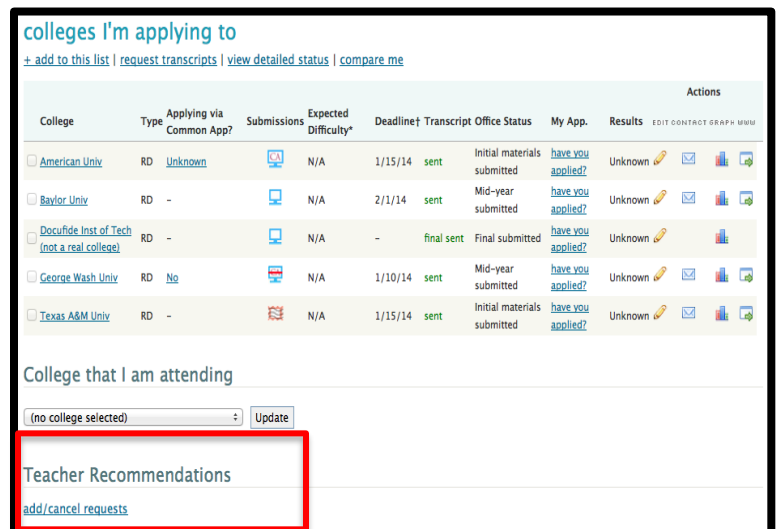 colleges I'm applying to
+ add to this list | request transcripts | view detailed status | compare me
Actions
College Type Applying via Common App? Submissions Expected Difficulty* Deadline† Transcript Office Status My App. Results EDIT CONTACT GRAPH WWW
American Univ RD Unknown CA N/A 1/15/14 sent Initial materials submitted have you applied? Unknown
Baylor Univ RD – N/A 2/1/14 sent Mid-year submitted have you applied? Unknown
Docufide Inst of Tech (not a real college) RD – N/A – final sent Final submitted have you applied? Unknown
George Wash Univ RD No N/A 1/10/14 sent Mid-year submitted have you applied? Unknown
Texas A&M Univ RD – N/A 1/15/14 sent Initial materials submitted have you applied? Unknown
College that I am attending
(no college selected) Update
Teacher Recommendations
add/cancel requests